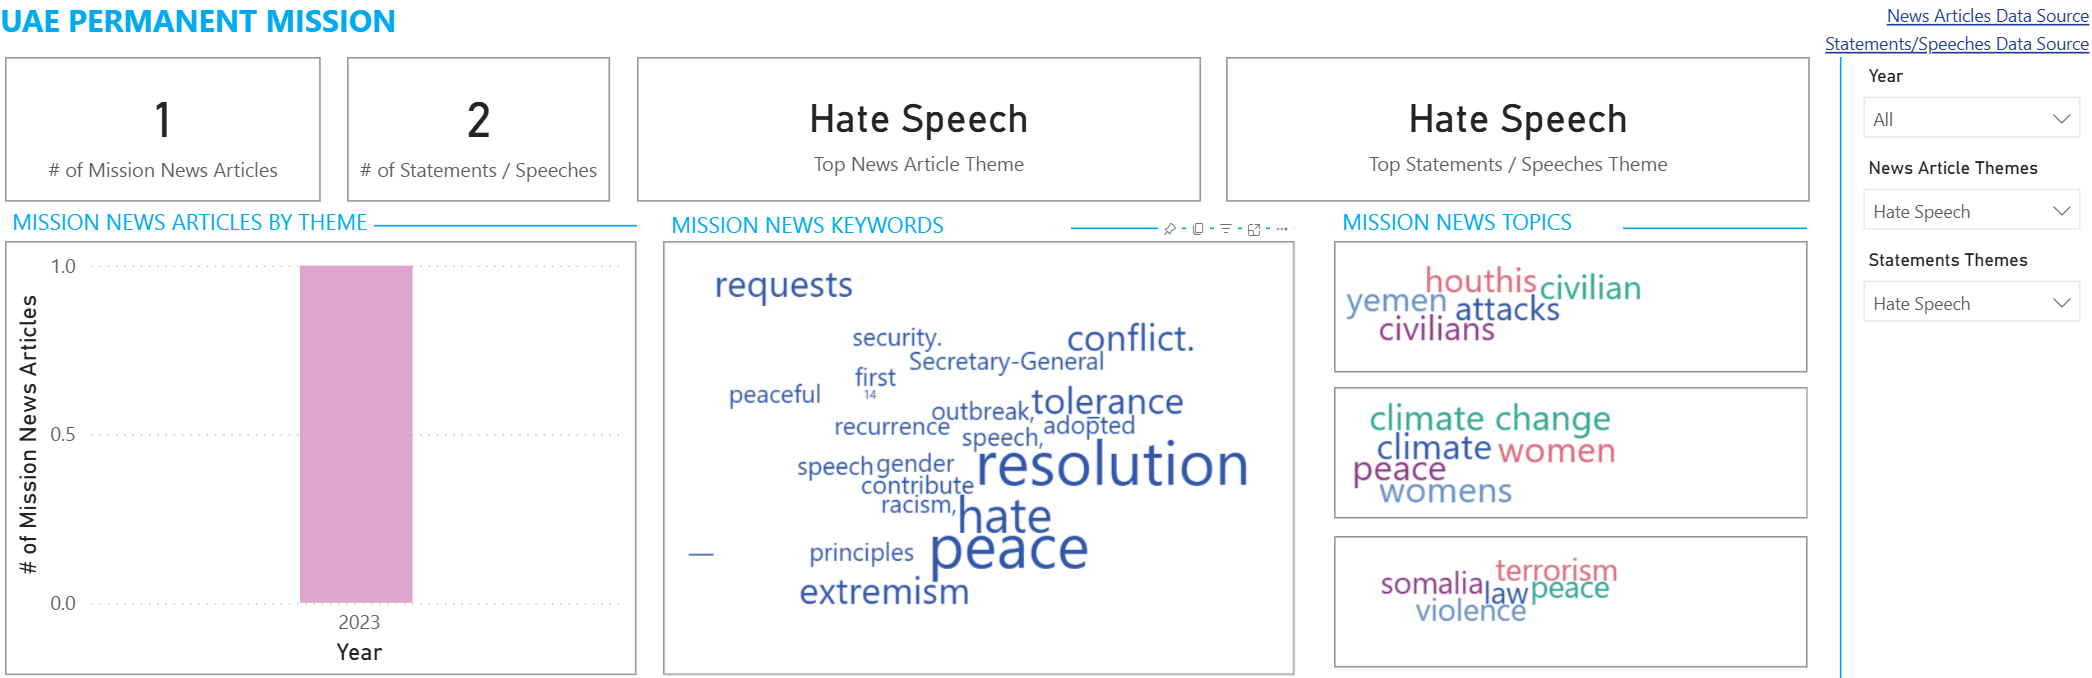 UAE PERMANENT MISSION
News Articles Data Source
Statements/Speeches Data Source
1
# of Mission News Articles
2
# of Statements / Speeches
Hate Speech
Top News Article Theme
Hate Speech
Top Statements / Speeches Theme
Year
All
News Article Themes
Hate Speech
Statements Themes
Hate Speech
MISSION NEWS ARTICLES BY THEME
# of Mission News Articles
1.0
0.5
0.0
2023
Year
MISSION NEWS KEYWORDS
requests
security.
conflict.
Secretary-General
first
14
peaceful
tolerance
outbreak,
recurrence
adopted
speech,
resolution
speech
gender
contribute
racism,
hate
—
principles
peace
extremism
MISSION NEWS TOPICS
houthis
civilian
yemen
attacks
civilians
climate change
climate
women
peace
womens
terrorism
somalia
law
peace
violence